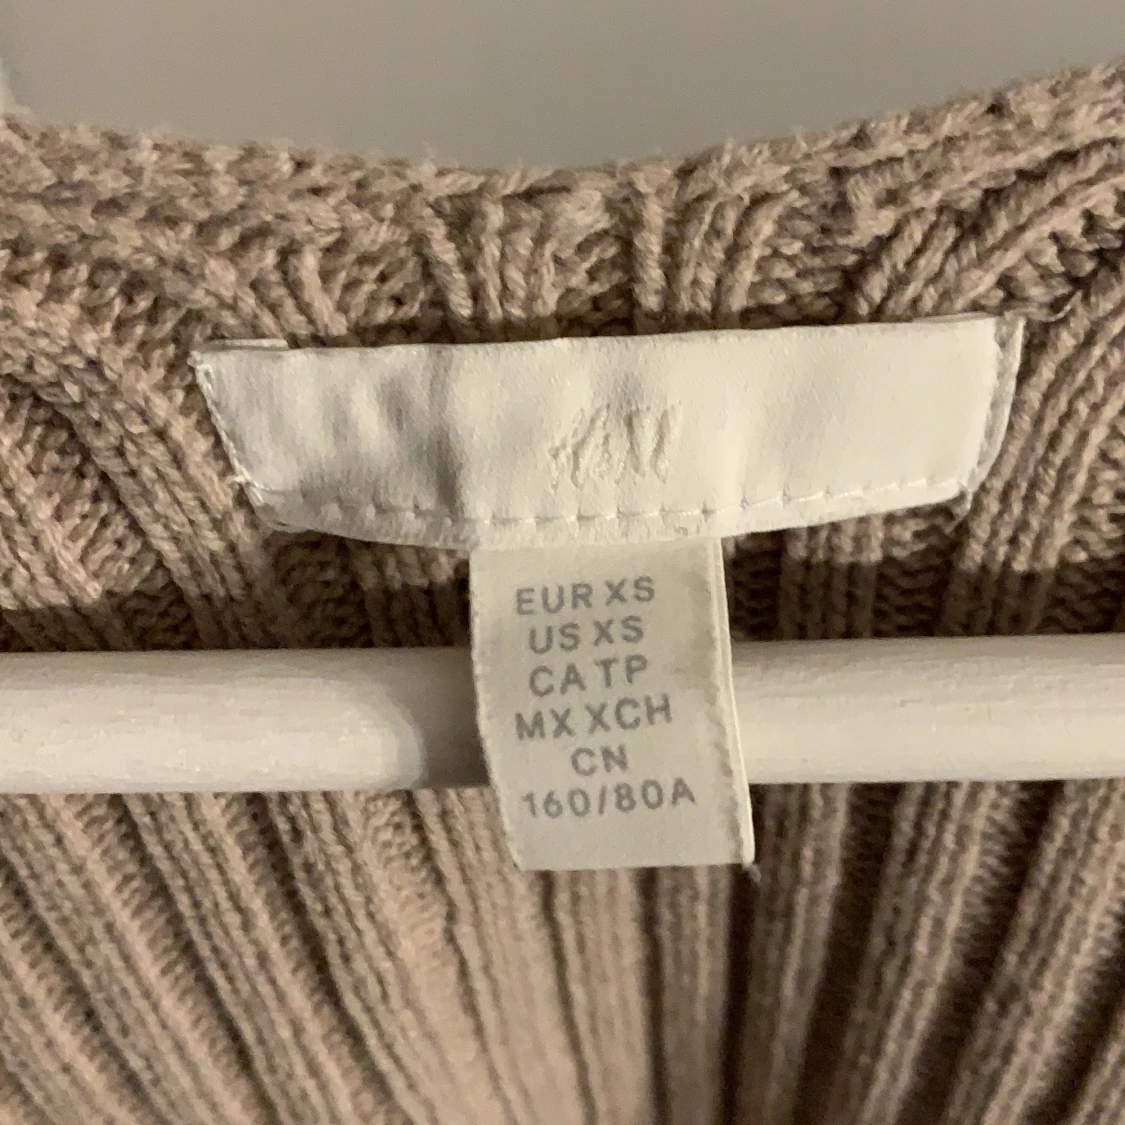 H&M
EUR XS
US XS
CA TP
MX XCH
CN
160/80A